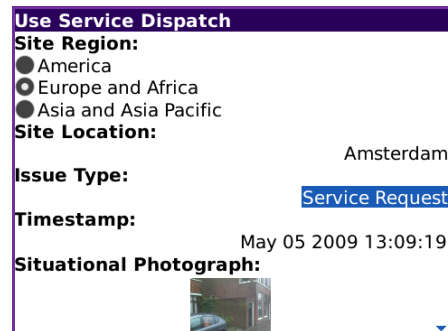 Use Service Dispatch
Site Region:
America
Europe and Africa
Asia and Asia Pacific
Site Location:
Amsterdam
Issue Type:
Service Request
Timestamp:
May 05 2009 13:09:19
Situational Photograph: